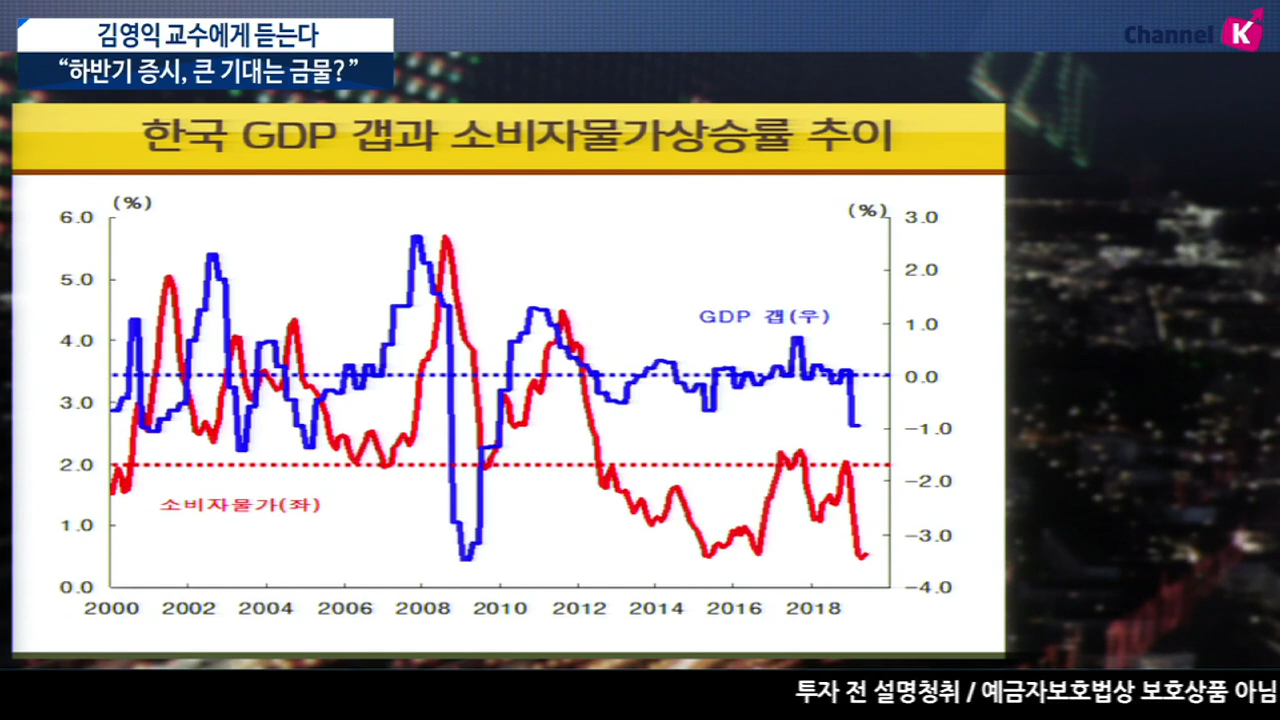 김영익 교수에게 듣는다
“하반기 증시, 큰 기대는 금물?”
Channel K
한국 GDP 갭과 소비자물가상승률 추이
(%)
(%)
6.0
3.0
5.0
2.0
4.0
1.0
GDP 갭(우)
3.0
0.0
2.0
-1.0
1.0
-2.0
소비자물가(좌)
-3.0
0.0
-4.0
2000 2002 2004 2006 2008 2010 2012 2014 2016 2018
투자 전 설명청취 / 예금자보호법상 보호상품 아님